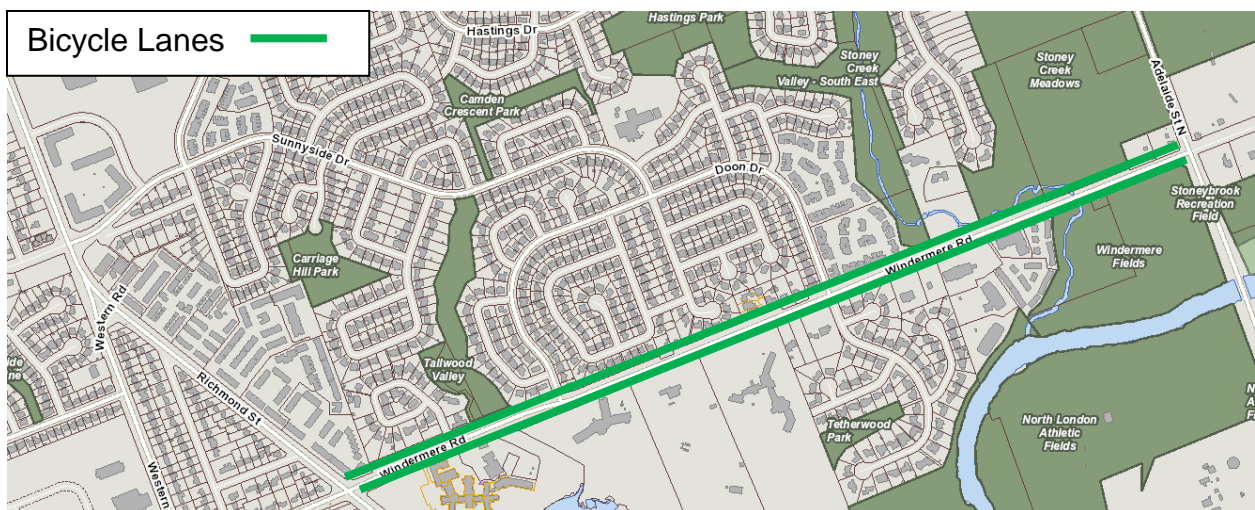 Bicycle Lanes
Hastings Park
Hastings Dr
Stoney
Creek
Valley - South East
Stoney
Creek
Meadows
Adelaide St N
Camden
Crescent Park
Sunnyside Dr
Doon Dr
Stoneybrook
Recreation
Field
Carriage
Hill Park
Windermere Rd
Windermere
Fields
Western Rd
Tallwood
Valley
Richmond St
Tetherwood
Park
North London
Athletic
Fields
Windermere Rd
Western